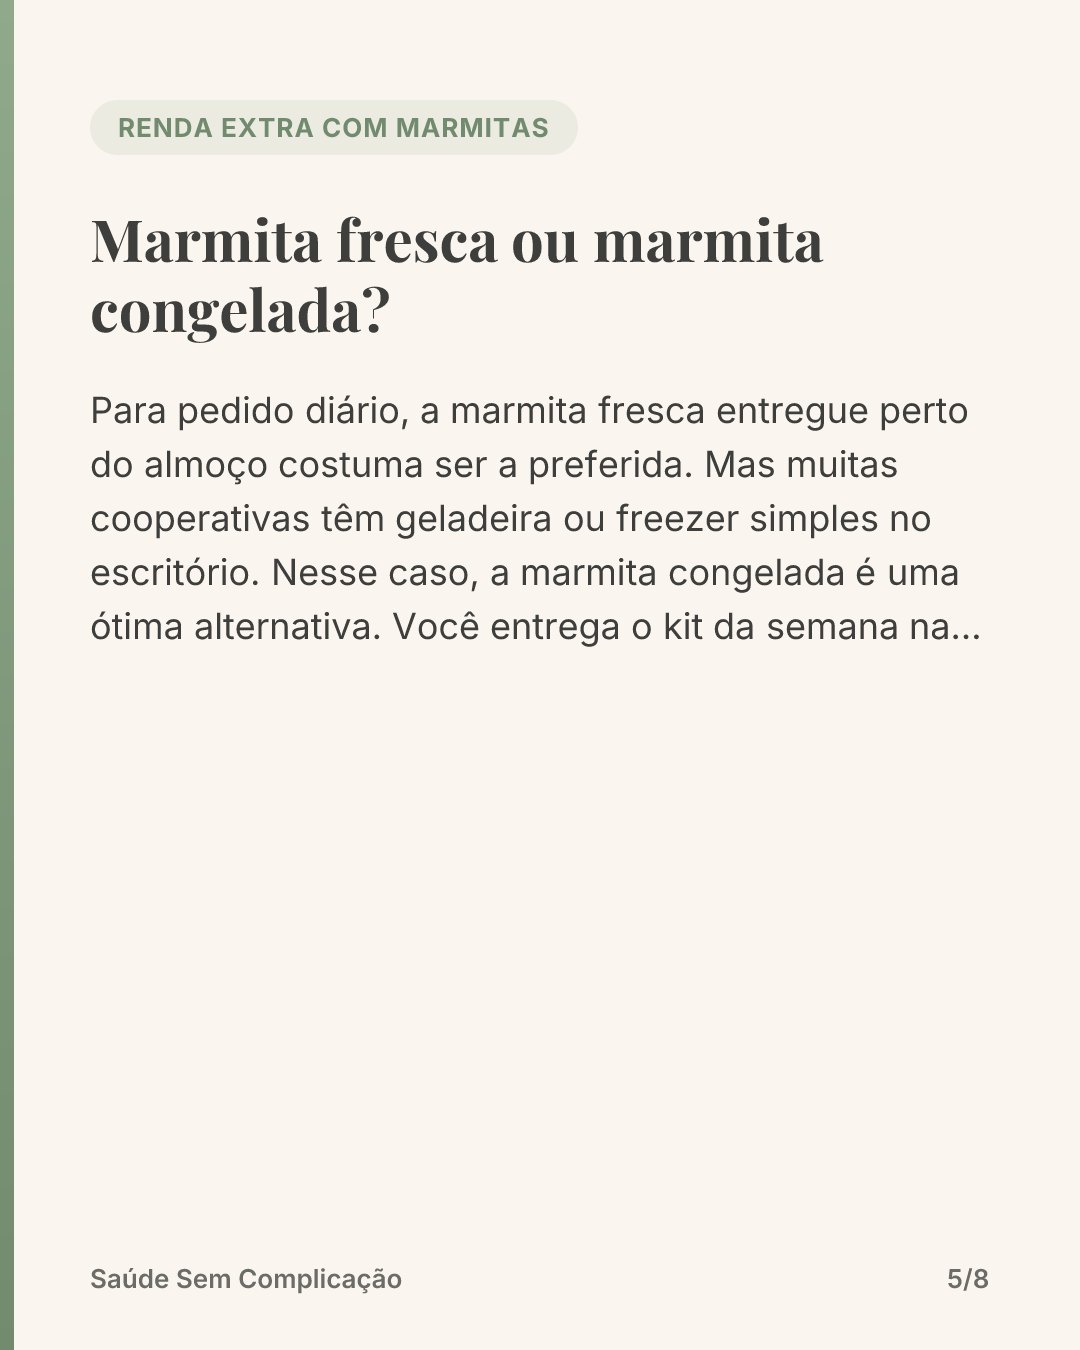 RENDA EXTRA COM MARMITAS
Marmita fresca ou marmita
congelada?
Para pedido diário, a marmita fresca entregue perto
do almoço costuma ser a preferida. Mas muitas
cooperativas têm geladeira ou freezer simples no
escritório. Nesse caso, a marmita congelada é uma
ótima alternativa. Você entrega o kit da semana na...
Saúde Sem Complicação
5/8